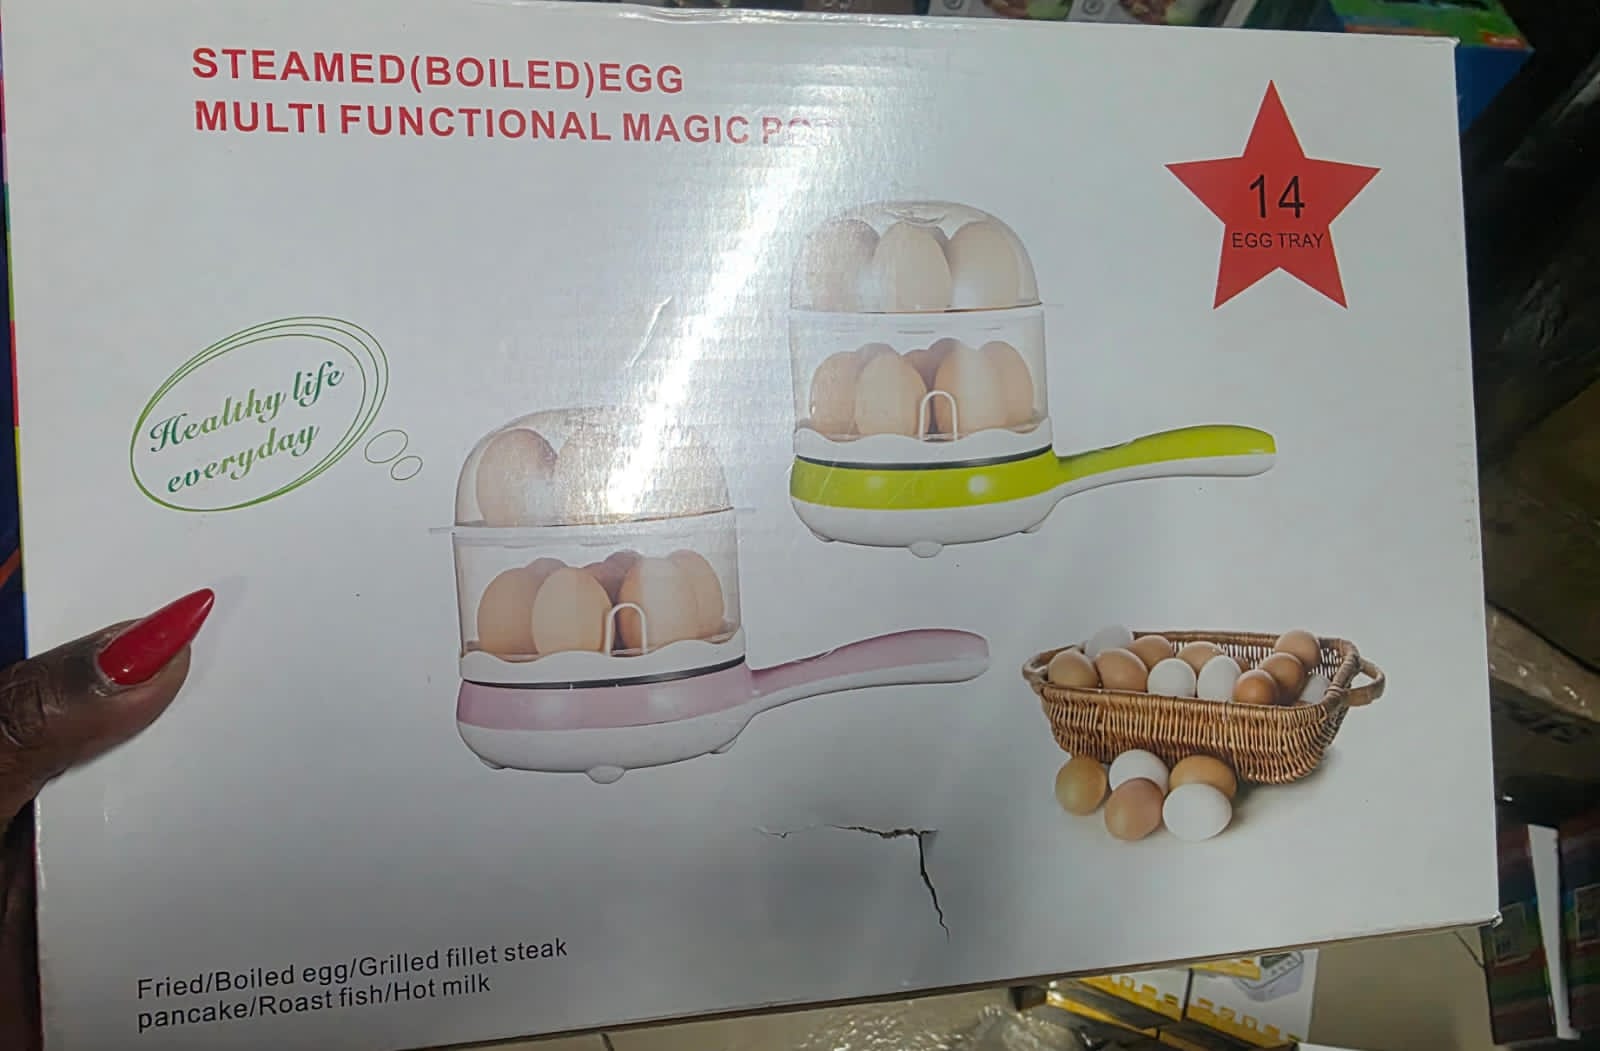 STEAMED(BOILED)EGG
MULTI FUNCTIONAL MAGIC POT
14
EGG TRAY
Healthy life
everyday
Fried/Boiled egg/Grilled fillet steak
pancake/Roast fish/Hot milk